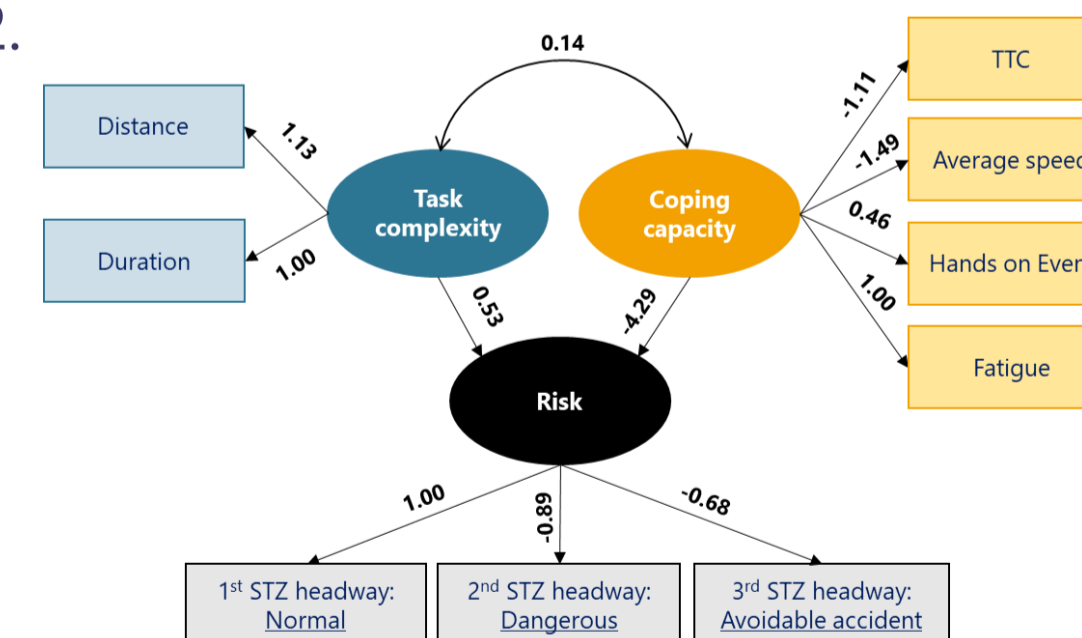 2.
0.14
TTC
-1.11
Distance
1.13
-1.49
Average speed
Task
complexity
Coping
capacity
0.46
Duration
1.00
Hands on Even
1.00
0.53
-4.29
Fatigue
Risk
1.00
-0.89
-0.68
1st STZ headway:
Normal
2nd STZ headway:
Dangerous
3rd STZ headway:
Avoidable accident